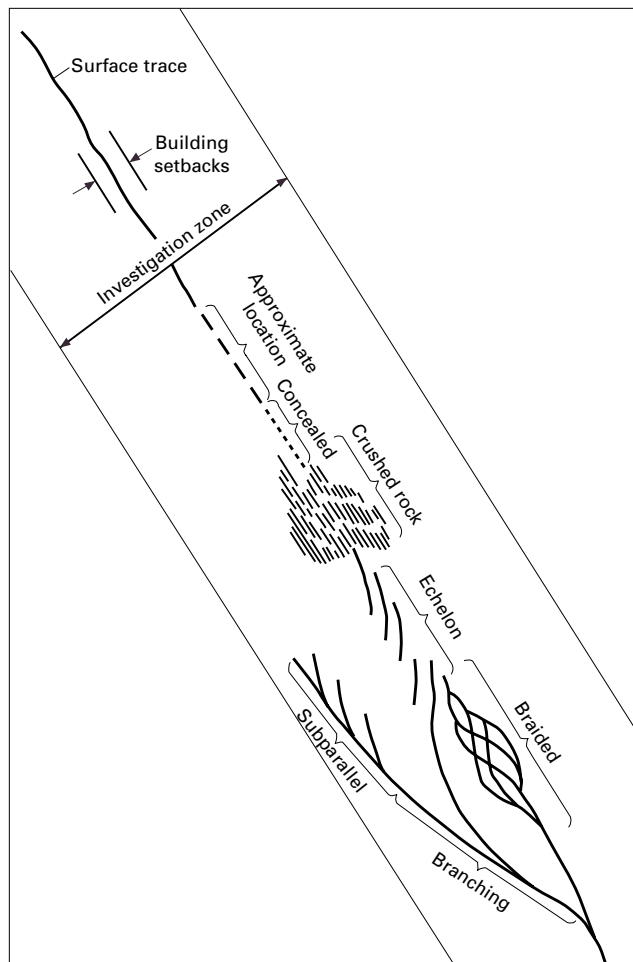 Surface trace
Building
setbacks
Investigation zone
Approximate
location
Concealed
Crushed rock
Echelon
Braided
Subparallel
Branching